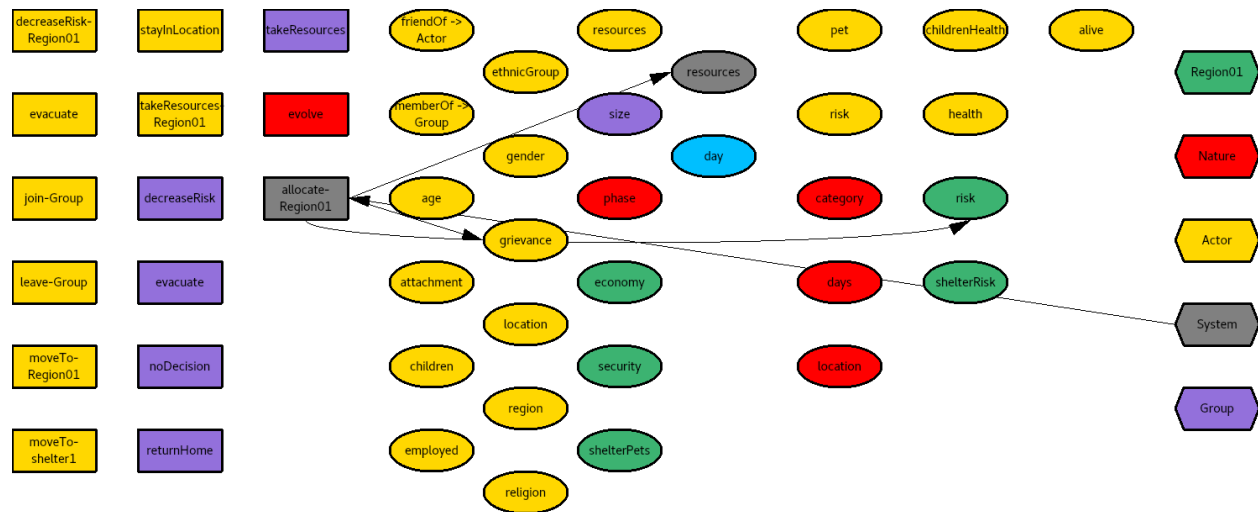 decreaseRisk-
Region01
stayInLocation
takeResources
friendOf ->
Actor
resources
pet
childrenHealth
alive
ethnicGroup
resources
Region01
evacuate
takeResources-
Region01
evolve
memberOf ->
Group
size
risk
health
gender
day
Nature
join-Group
decreaseRisk
allocate-
Region01
age
phase
category
risk
grievance
Actor
leave-Group
evacuate
attachment
economy
days
shelterRisk
location
System
moveTo-
Region01
noDecision
children
security
location
region
Group
moveTo-
shelter1
returnHome
employed
shelterPets
religion